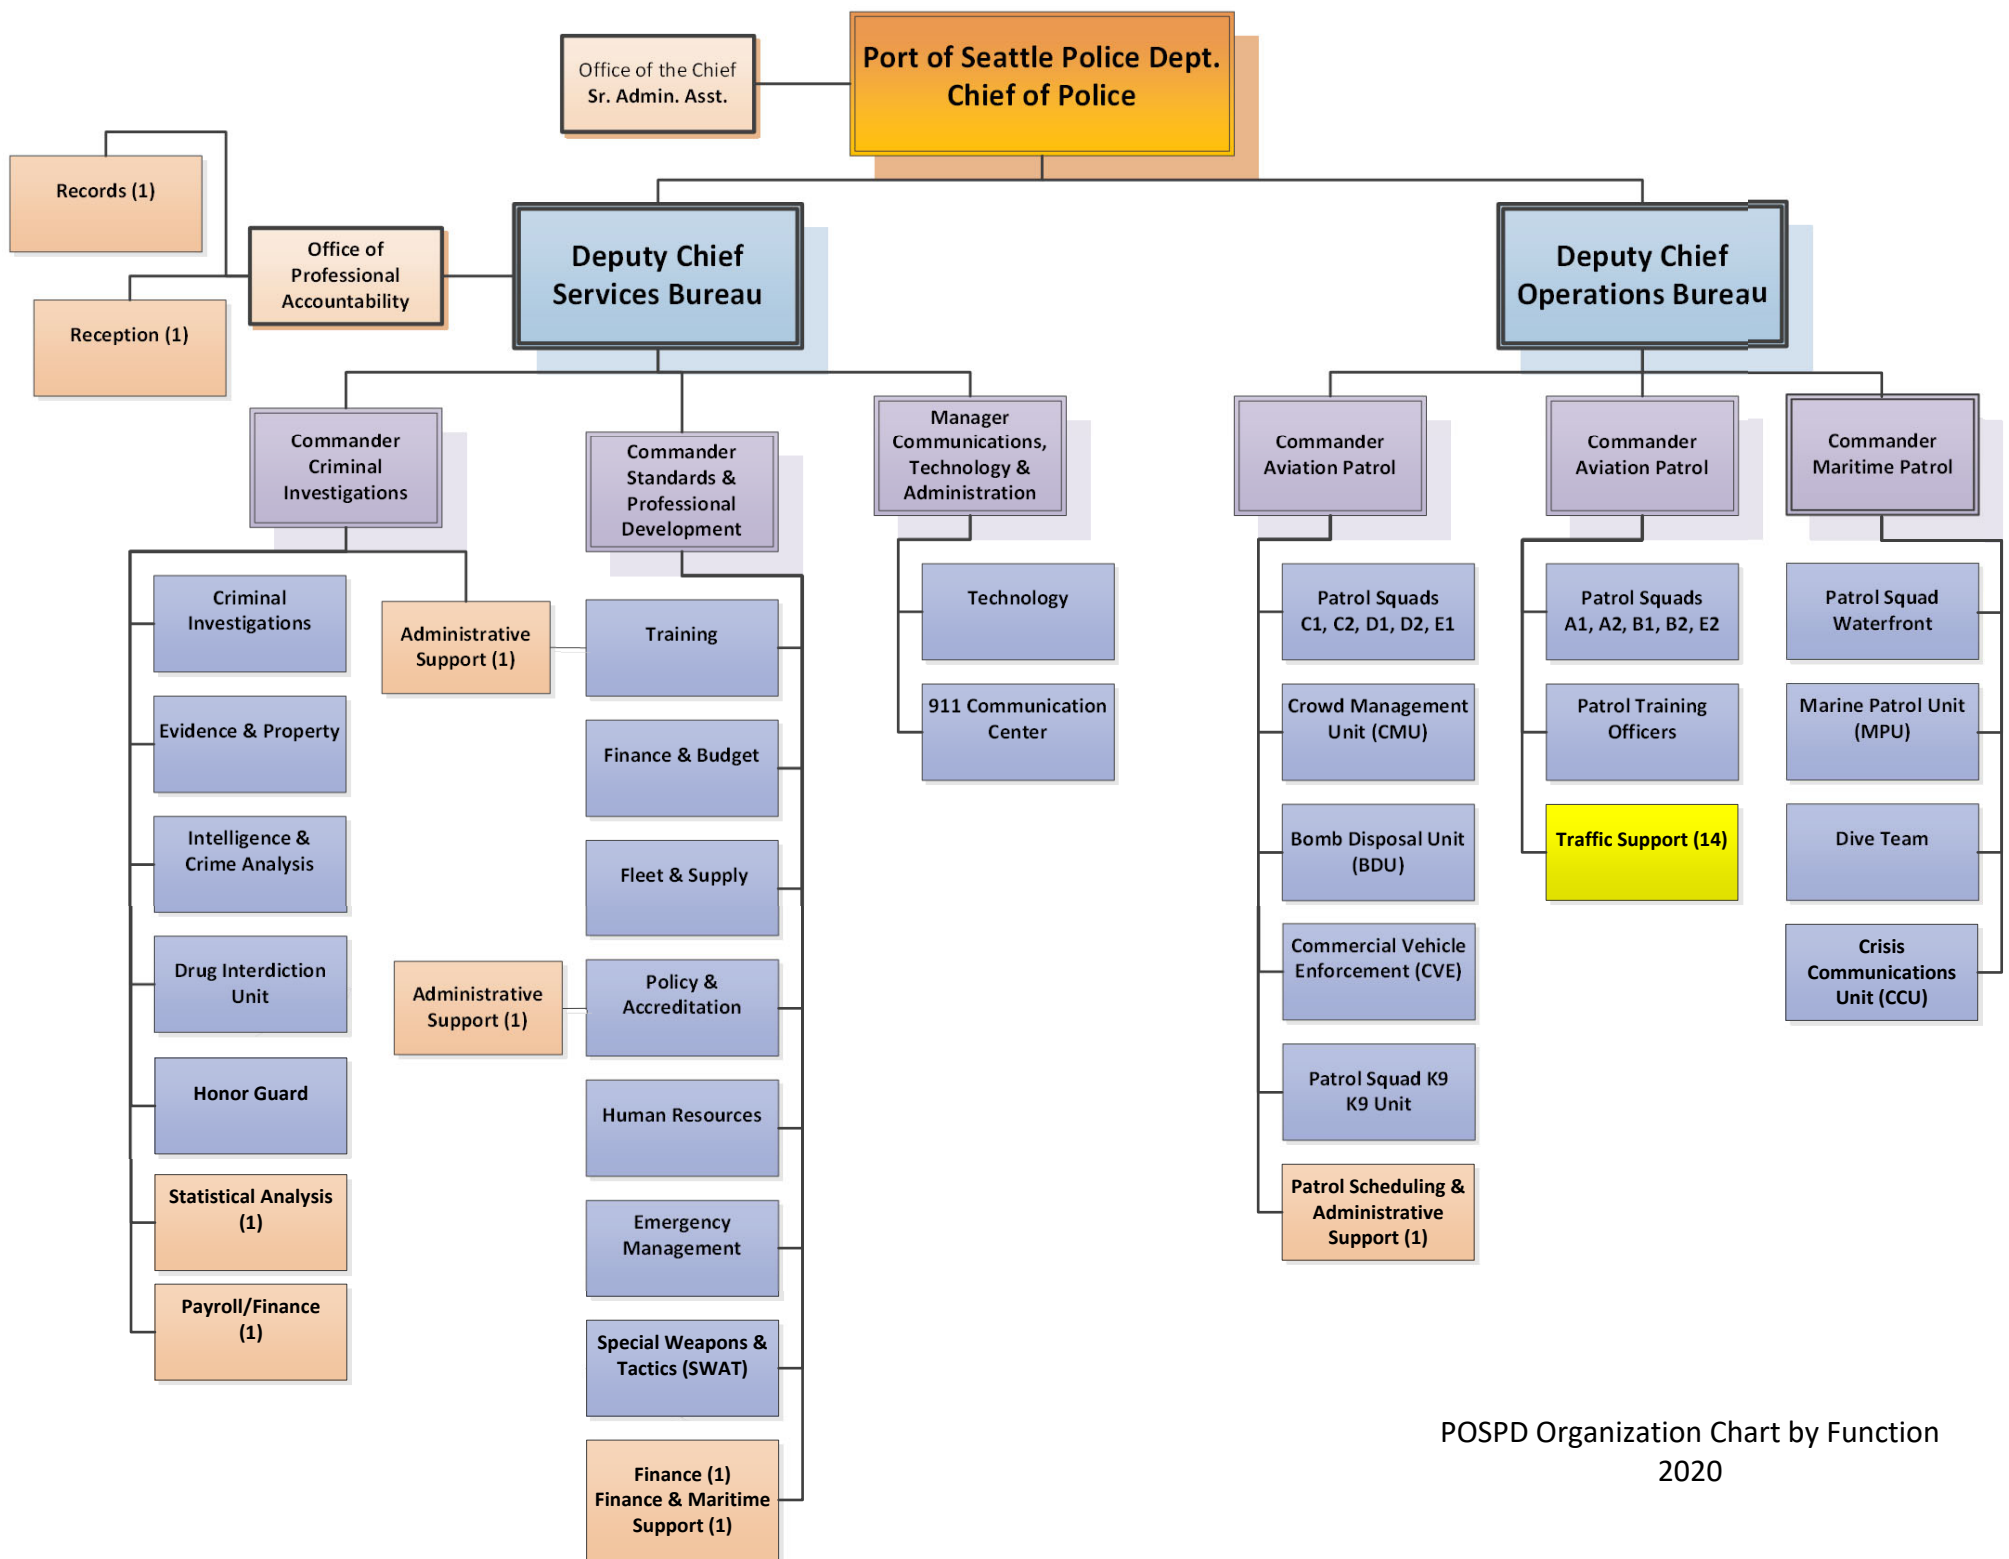 Port of Seattle Police Dept.
Chief of Police
Office of the Chief
Sr. Admin. Asst.
Records (1)
Office of
Professional
Accountability
Reception (1)
Deputy Chief
Services Bureau
Deputy Chief
Operations Bureau
Commander
Criminal
Investigations
Commander
Standards &
Professional
Development
Manager
Communications,
Technology &
Administration
Commander
Aviation Patrol
Commander
Aviation Patrol
Commander
Maritime Patrol
Criminal
Investigations
Evidence & Property
Intelligence &
Crime Analysis
Drug Interdiction
Unit
Honor Guard
Statistical Analysis
(1)
Payroll/Finance
(1)
Administrative
Support (1)
Administrative
Support (1)
Training
Finance & Budget
Fleet & Supply
Policy &
Accreditation
Human Resources
Emergency
Management
Special Weapons &
Tactics (SWAT)
Finance (1)
Finance & Maritime
Support (1)
Technology
911 Communication
Center
Patrol Squads
C1, C2, D1, D2, E1
Crowd Management
Unit (CMU)
Bomb Disposal Unit
(BDU)
Commercial Vehicle
Enforcement (CVE)
Patrol Squad K9
K9 Unit
Patrol Scheduling &
Administrative
Support (1)
Patrol Squads
A1, A2, B1, B2, E2
Patrol Training
Officers
Traffic Support (14)
Patrol Squad
Waterfront
Marine Patrol Unit
(MPU)
Dive Team
Crisis
Communications
Unit (CCU)
POSPD Organization Chart by Function
2020